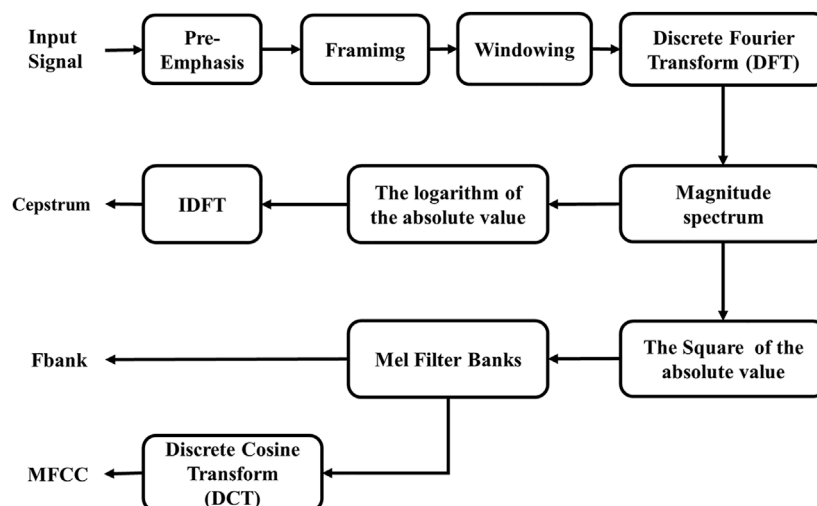 Input
Signal
Pre-
Emphasis
Framimg
Windowing
Discrete Fourier
Transform (DFT)
Cepstrum
IDFT
The logarithm of
the absolute value
Magnitude
spectrum
Fbank
Mel Filter Banks
The Square of the
absolute value
MFCC
Discrete Cosine
Transform
(DCT)